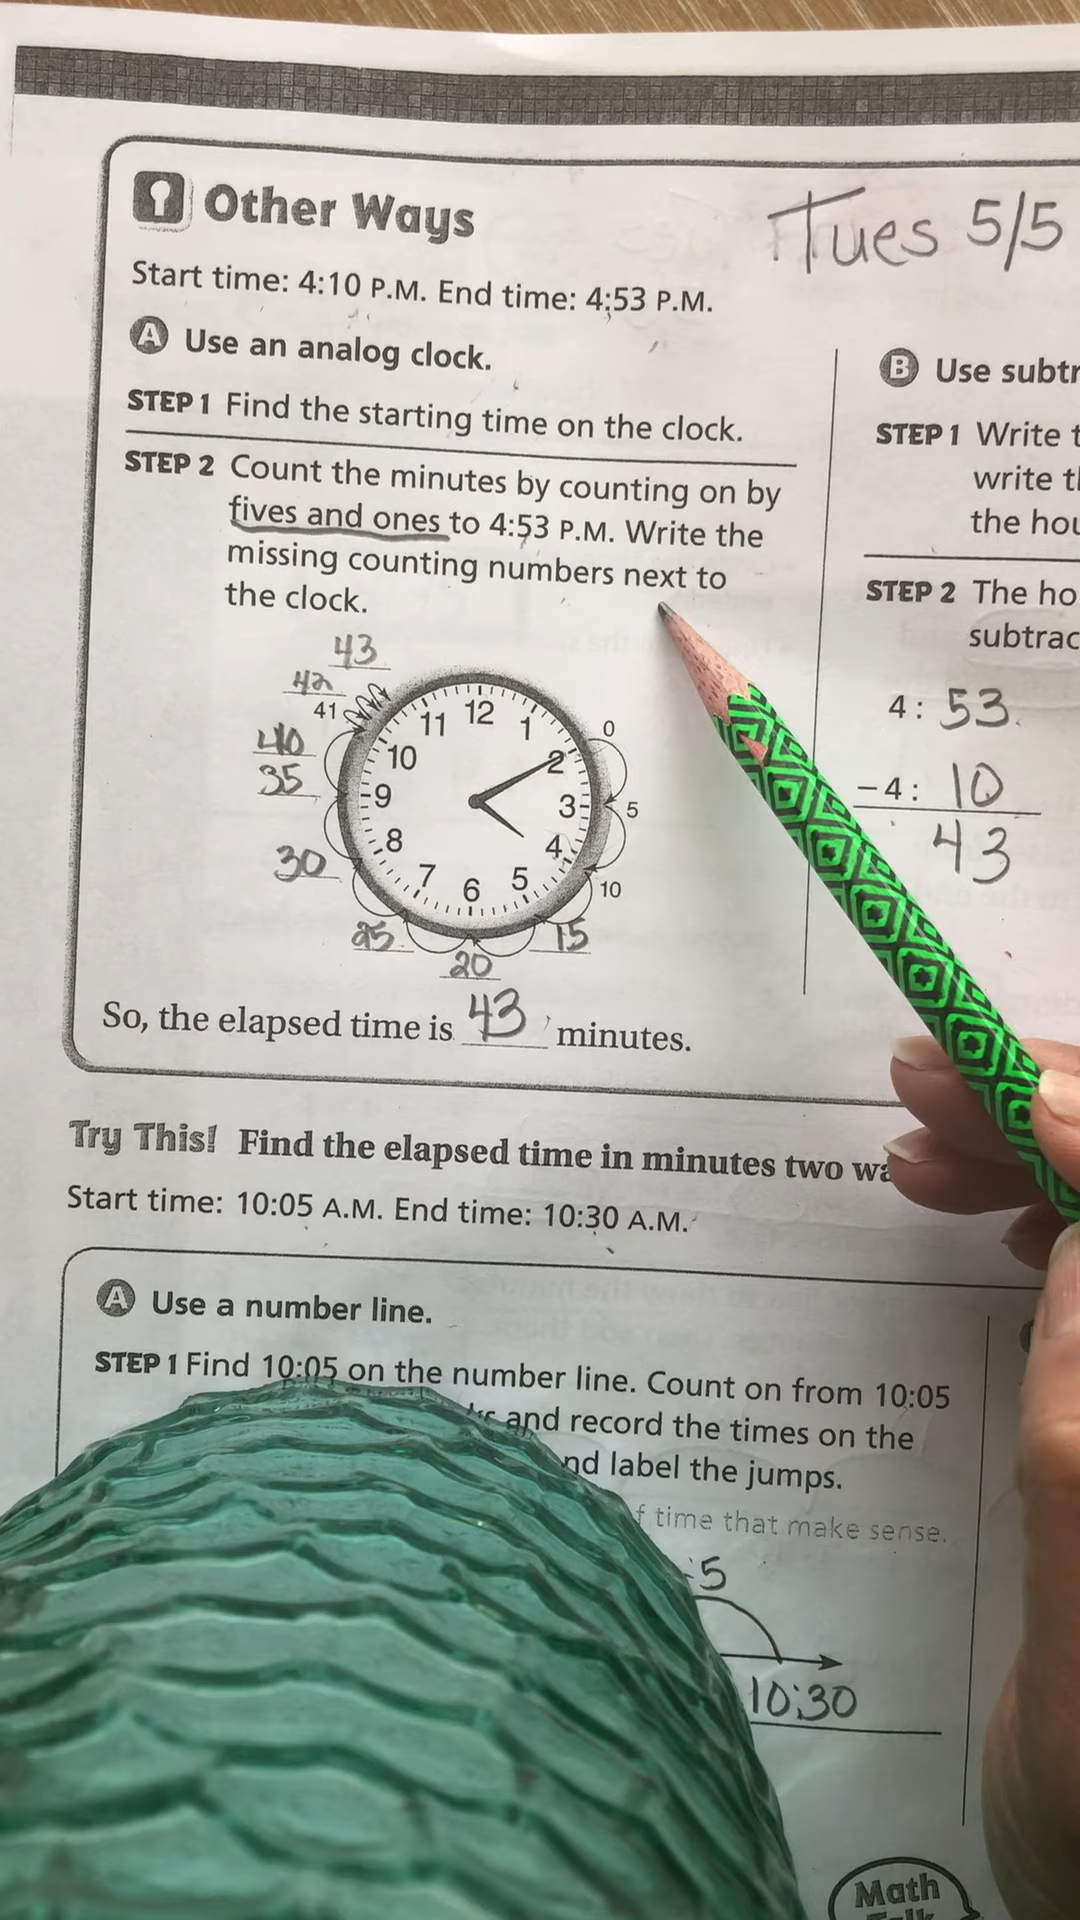 Other Ways
Tues 5/5
Start time: 4:10 P.M. End time: 4:53 P.M.
A Use an analog clock.
STEP 1 Find the starting time on the clock.
STEP 2 Count the minutes by counting on by
fives and ones to 4:53 P.M. Write the
missing counting numbers next to
the clock.
43
42
41
40
35
30
25
20
15
10
5
0
12
1
2
3
4
5
6
7
8
9
10
11
So, the elapsed time is 43 minutes.
B Use subtr
STEP 1 Write t
write t
the hou
STEP 2 The ho
subtrac
4: 53
-4: 10
43
Try This! Find the elapsed time in minutes two wa
Start time: 10:05 A.M. End time: 10:30 A.M.
A Use a number line.
STEP 1 Find 10:05 on the number line. Count on from 10:05
and record the times on the
nd label the jumps.
f time that make sense.
5
10:30
Math